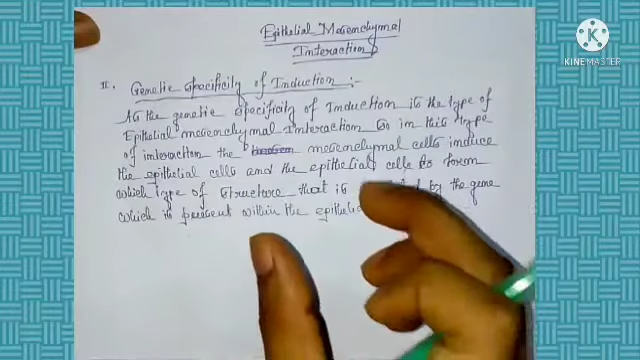 Epithelial Mesenchymal
Interaction
II. Genetic specificity of Induction :-
As the genetic specificity of Induction is the type of
Epithelial mesenchymal Interaction So in this type
of interaction the mesenchymal cells induce
the epithelial cells and the epithelial cells to form
which type of structure that is by the gene
which is present within the
KINEMASTER